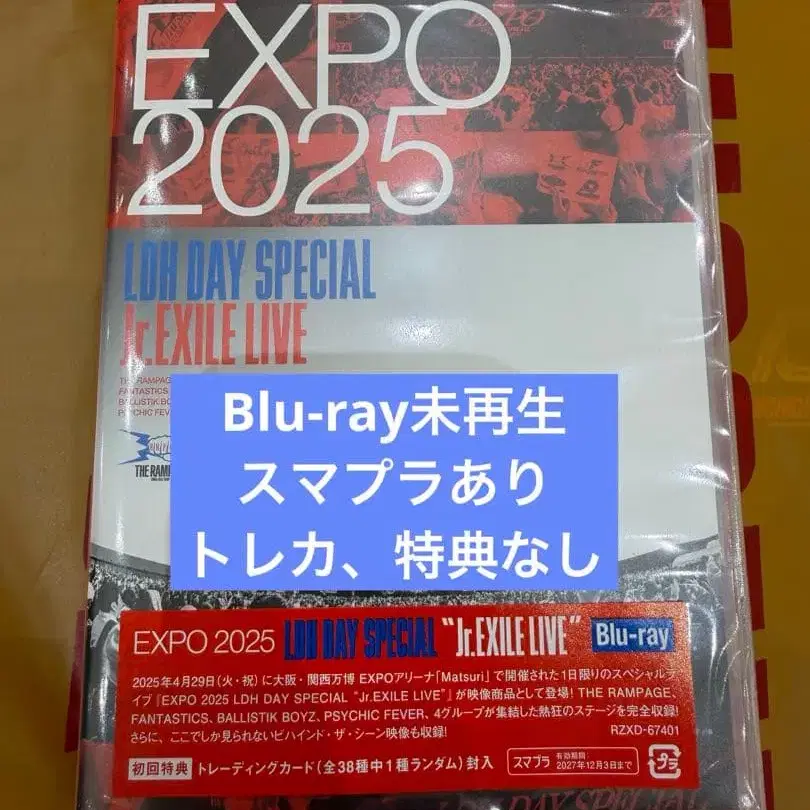 EXPO
2025
LDH DAY SPECIAL
Jr.EXILE LIVE
THE RAMPAGE
FANTASTICS
BALLISTIK BOYZ
PSYCHIC FEVER
THE RAMP
Blu-ray未再生
スマプラあり
トレカ、特典なし
EXPO 2025 LDH DAY SPECIAL "Jr.EXILE LIVE" Blu-ray
2025年4月29日(火・祝)に大阪・関西万博 EXPOアリーナ「Matsuri」で開催された1日限りのスペシャルラ
イブ『EXPO 2025 LDH DAY SPECIAL "Jr.EXILE LIVE"』が映像商品として登場! THE RAMPAGE、
FANTASTICS、BALLISTIK BOYZ、PSYCHIC FEVER、4グループが集結した熱狂のステージを完全収録!
さらに、ここでしか見られないビハインド・ザ・シーン映像も収録! RZXD-67401
初回特典 トレーディングカード(全38種中1種ランダム)封入 スマプラ 有効期間:
2027年12月3日まで プラ